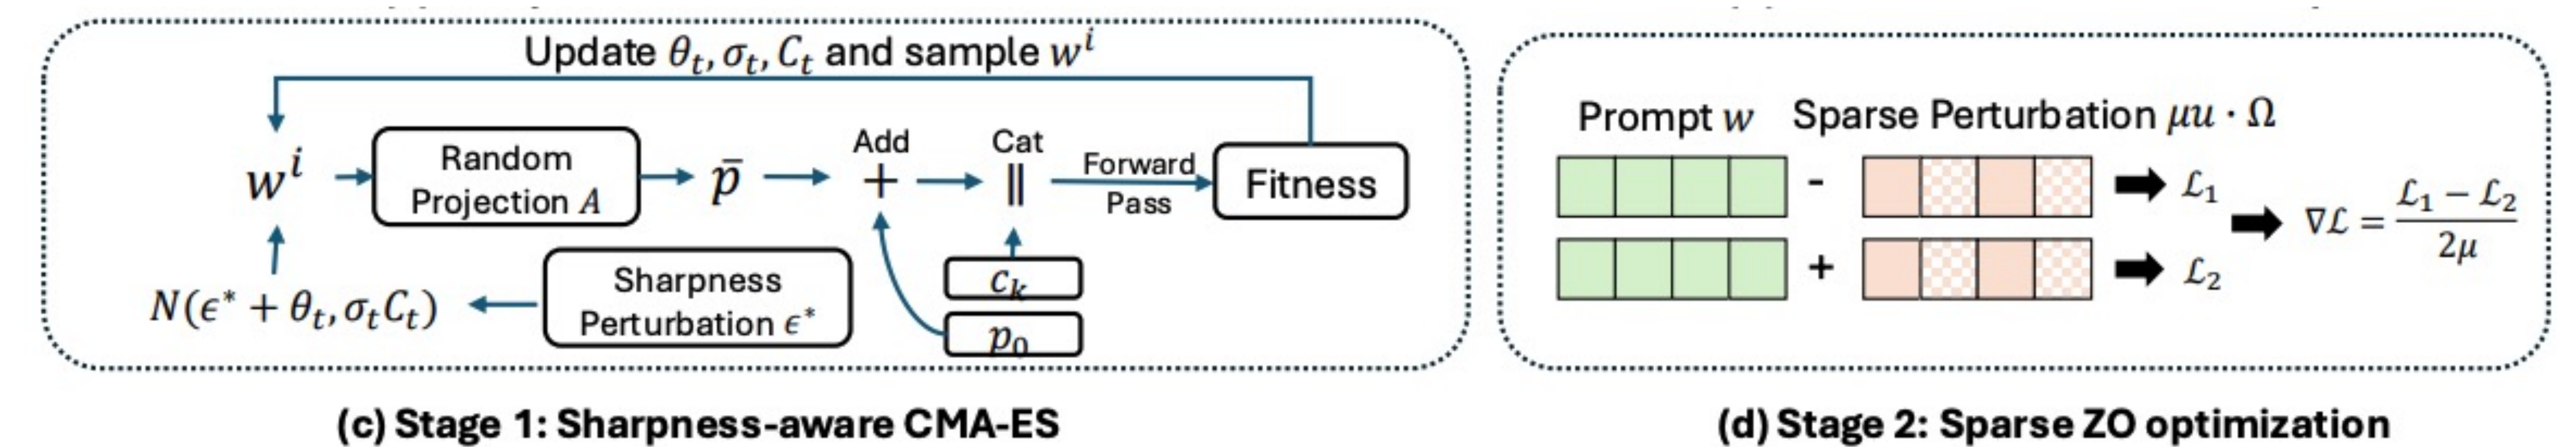 Update θ_t, σ_t, C_t and sample w^i
w^i
Random
Projection A
p̄
Add
+
Cat
||
Forward
Pass
Fitness
N(ϵ* + θ_t, σ_t C_t)
Sharpness
Perturbation ϵ*
c_k
p_0
(c) Stage 1: Sharpness-aware CMA-ES
Prompt w
Sparse Perturbation μu · Ω
-
ℒ_1
+
ℒ_2
∇ℒ = (ℒ_1 − ℒ_2) / 2μ
(d) Stage 2: Sparse ZO optimization